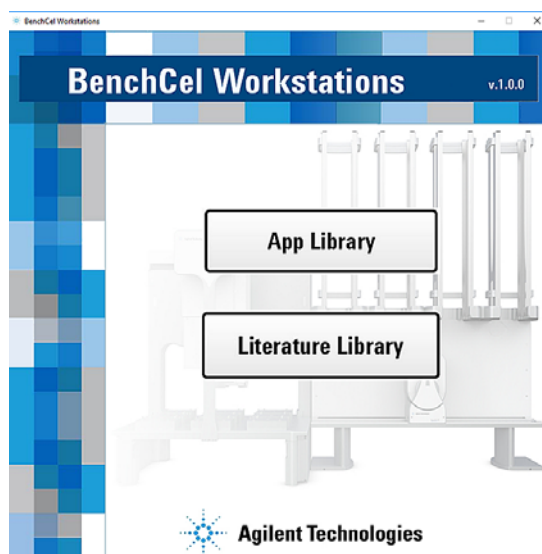 BenchCel Workstations
BenchCel Workstations v.1.0.0
App Library
Literature Library
Agilent Technologies